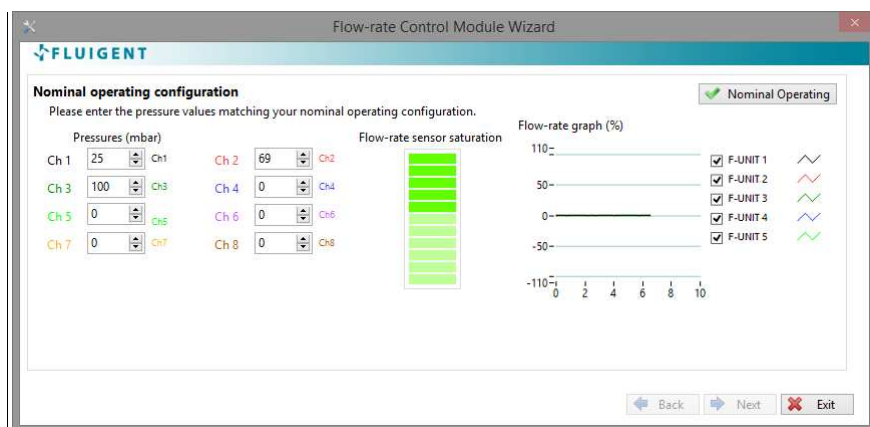 Flow-rate Control Module Wizard
FLUIGENT
Nominal operating configuration
Nominal Operating
Please enter the pressure values matching your nominal operating configuration.
Pressures (mbar)
Flow-rate sensor saturation
Flow-rate graph (%)
Ch 1 25 Ch1 Ch 2 69 Ch2
Ch 3 100 Ch3 Ch 4 0 Ch4
Ch 5 0 Ch5 Ch 6 0 Ch6
Ch 7 0 Ch7 Ch 8 0 Ch8
110
50
0
-50
-110
0 2 4 6 8 10
F-UNIT 1
F-UNIT 2
F-UNIT 3
F-UNIT 4
F-UNIT 5
Back Next Exit